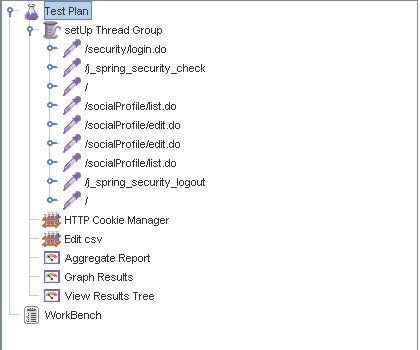 Test Plan
setUp Thread Group
/security/login.do
/j_spring_security_check
/
/socialProfile/list.do
/socialProfile/edit.do
/socialProfile/edit.do
/socialProfile/list.do
/j_spring_security_logout
/
HTTP Cookie Manager
Edit csv
Aggregate Report
Graph Results
View Results Tree
WorkBench